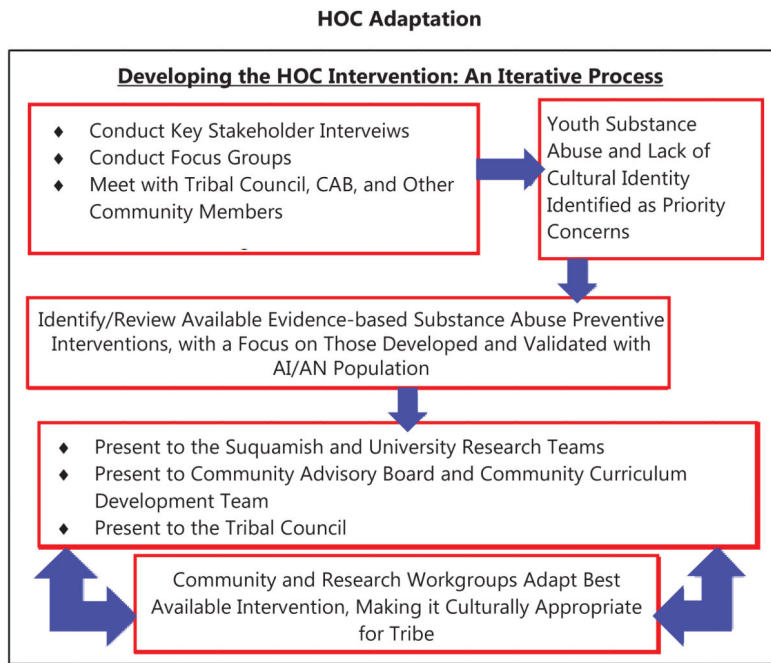 HOC Adaptation
Developing the HOC Intervention: An Iterative Process
♦ Conduct Key Stakeholder Interveiws
♦ Conduct Focus Groups
♦ Meet with Tribal Council, CAB, and Other
Community Members
Youth Substance
Abuse and Lack of
Cultural Identity
Identified as Priority
Concerns
Identify/Review Available Evidence-based Substance Abuse Preventive
Interventions, with a Focus on Those Developed and Validated with
AI/AN Population
♦ Present to the Suquamish and University Research Teams
♦ Present to Community Advisory Board and Community Curriculum
Development Team
♦ Present to the Tribal Council
Community and Research Workgroups Adapt Best
Available Intervention, Making it Culturally Appropriate
for Tribe